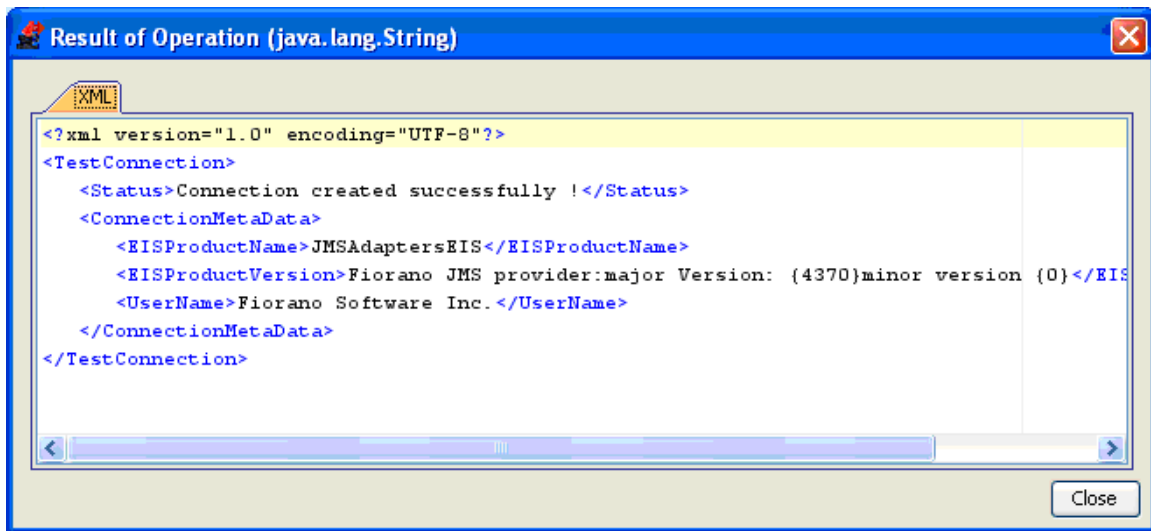 Result of Operation (java.lang.String)
XML
<?xml version="1.0" encoding="UTF-8"?>
<TestConnection>
<Status>Connection created successfully !</Status>
<ConnectionMetaData>
<EISProductName>JMSAdaptersEIS</EISProductName>
<EISProductVersion>Fiorano JMS provider:major Version: {4370}minor version {0}</EIS
<UserName>Fiorano Software Inc.</UserName>
</ConnectionMetaData>
</TestConnection>
Close